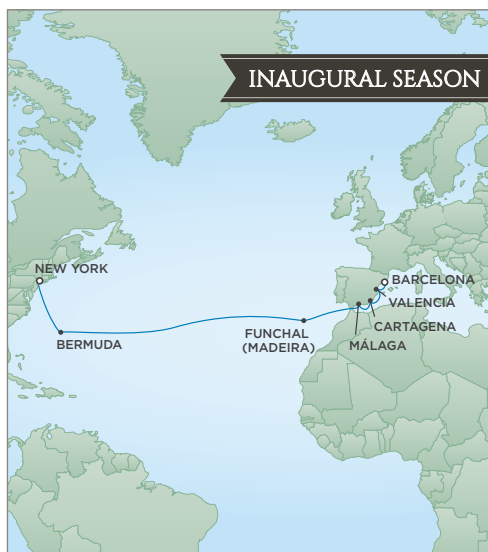 INAUGURAL SEASON
NEW YORK
BERMUDA
FUNCHAL
(MADEIRA)
BARCELONA
VALENCIA
CARTAGENA
MÁLAGA